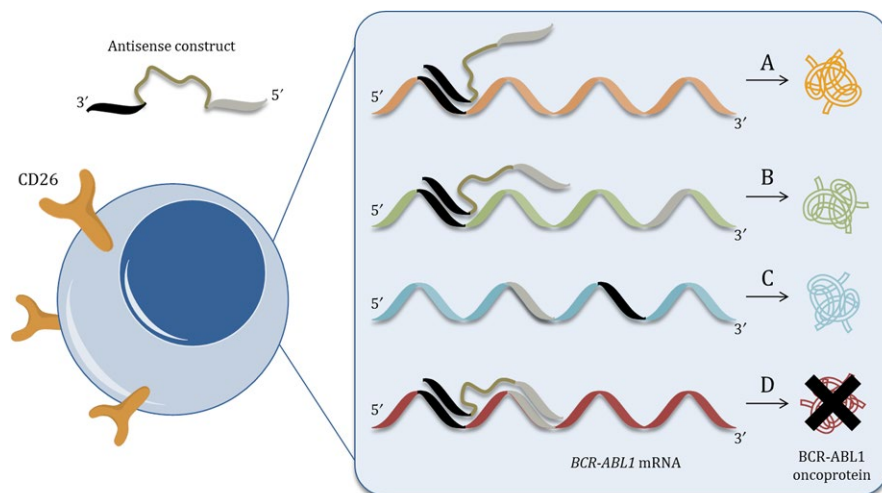 Antisense construct
3′
5′
CD26
5′
3′
A
5′
3′
B
5′
3′
C
5′
3′
D
BCR-ABL1 mRNA
BCR-ABL1
oncoprotein